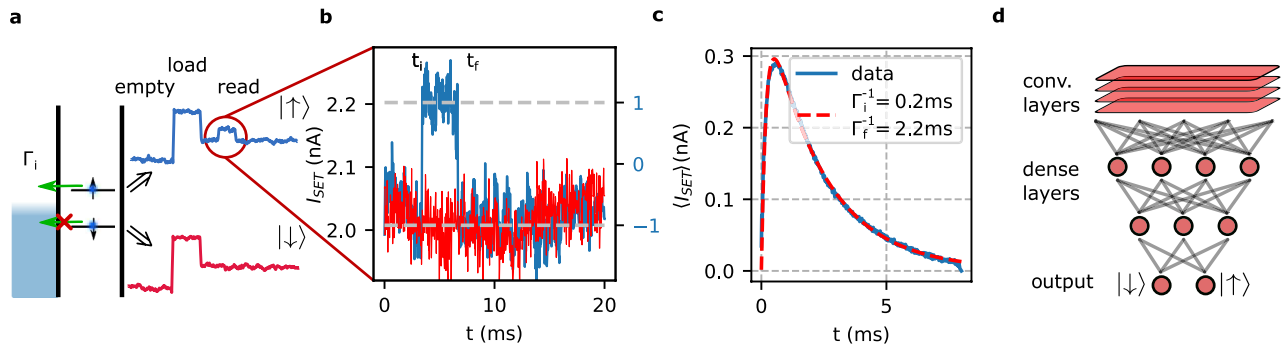 a
empty
load
read
Γi
|↑⟩
|↓⟩
b
ti
tf
2.2
2.1
2.0
ISET (nA)
1
0
−1
0
10
20
t (ms)
c
0.3
0.2
0.1
0.0
⟨ISET⟩ (nA)
data
Γi-1 = 0.2ms
Γf-1 = 2.2ms
0
5
t (ms)
d
conv.
layers
dense
layers
output
|↓⟩
|↑⟩